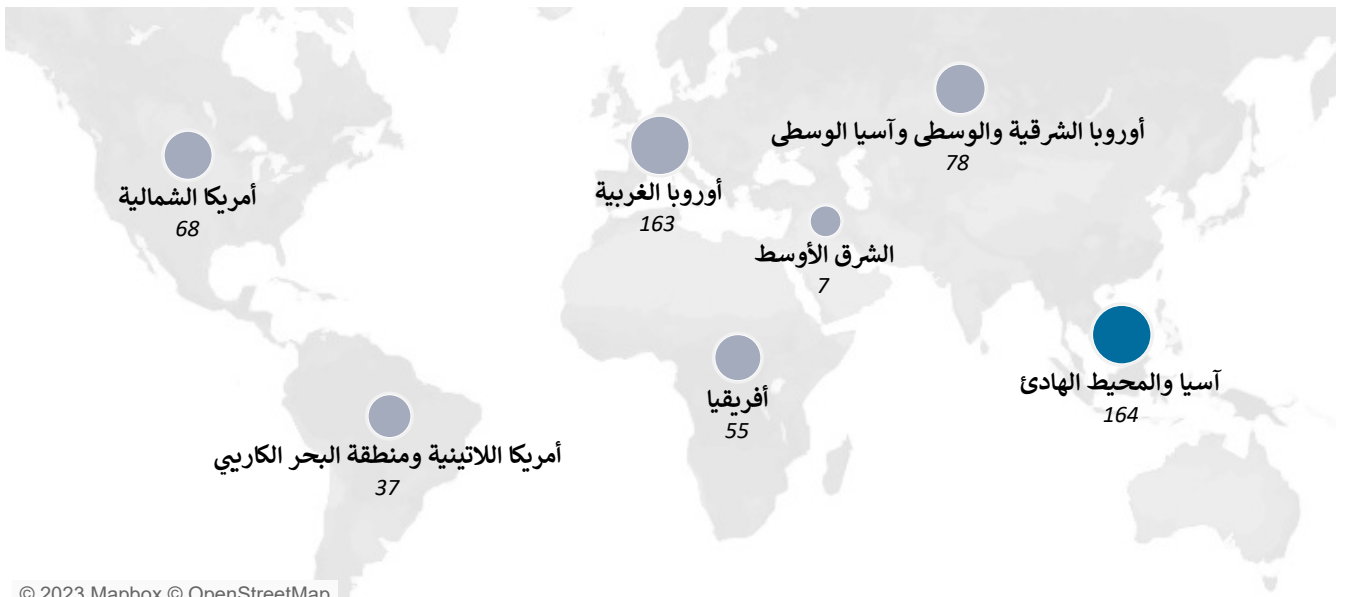 أوروبا الشرقية والوسطى وآسيا الوسطى
78
أمريكا الشمالية
68
أوروبا الغربية
163
الشرق الأوسط
7
آسيا والمحيط الهادئ
164
أفريقيا
55
أمريكا اللاتينية ومنطقة البحر الكاريبي
37
© 2023 Mapbox © OpenStreetMap